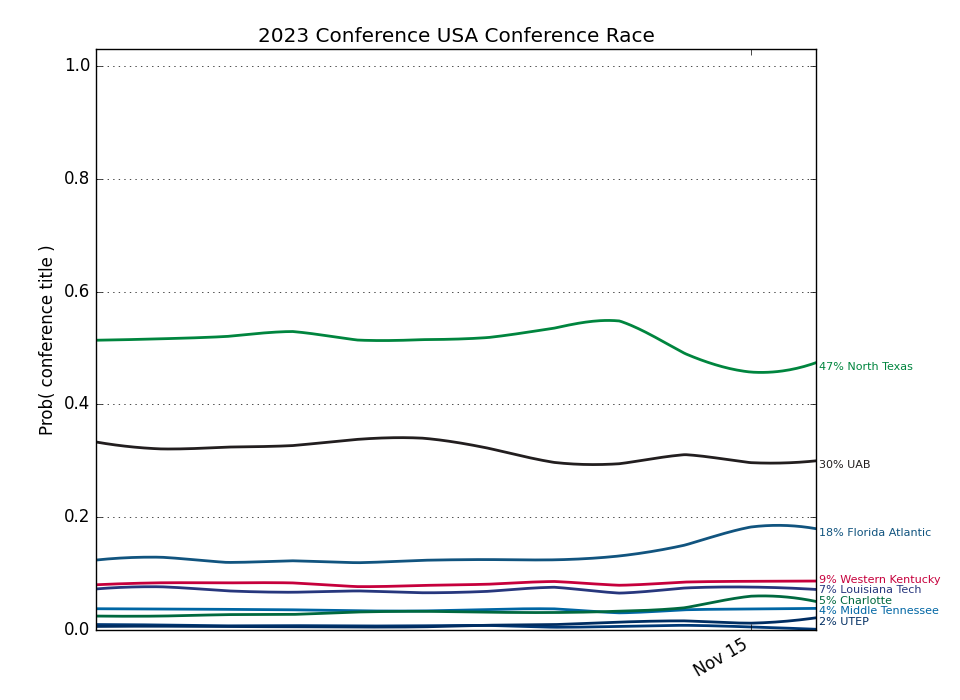 2023 Conference USA Conference Race
1.0
0.8
0.6
0.4
0.2
0.0
Prob( conference title )
47% North Texas
30% UAB
18% Florida Atlantic
9% Western Kentucky
7% Louisiana Tech
5% Charlotte
4% Middle Tennessee
2% UTEP
Nov 15